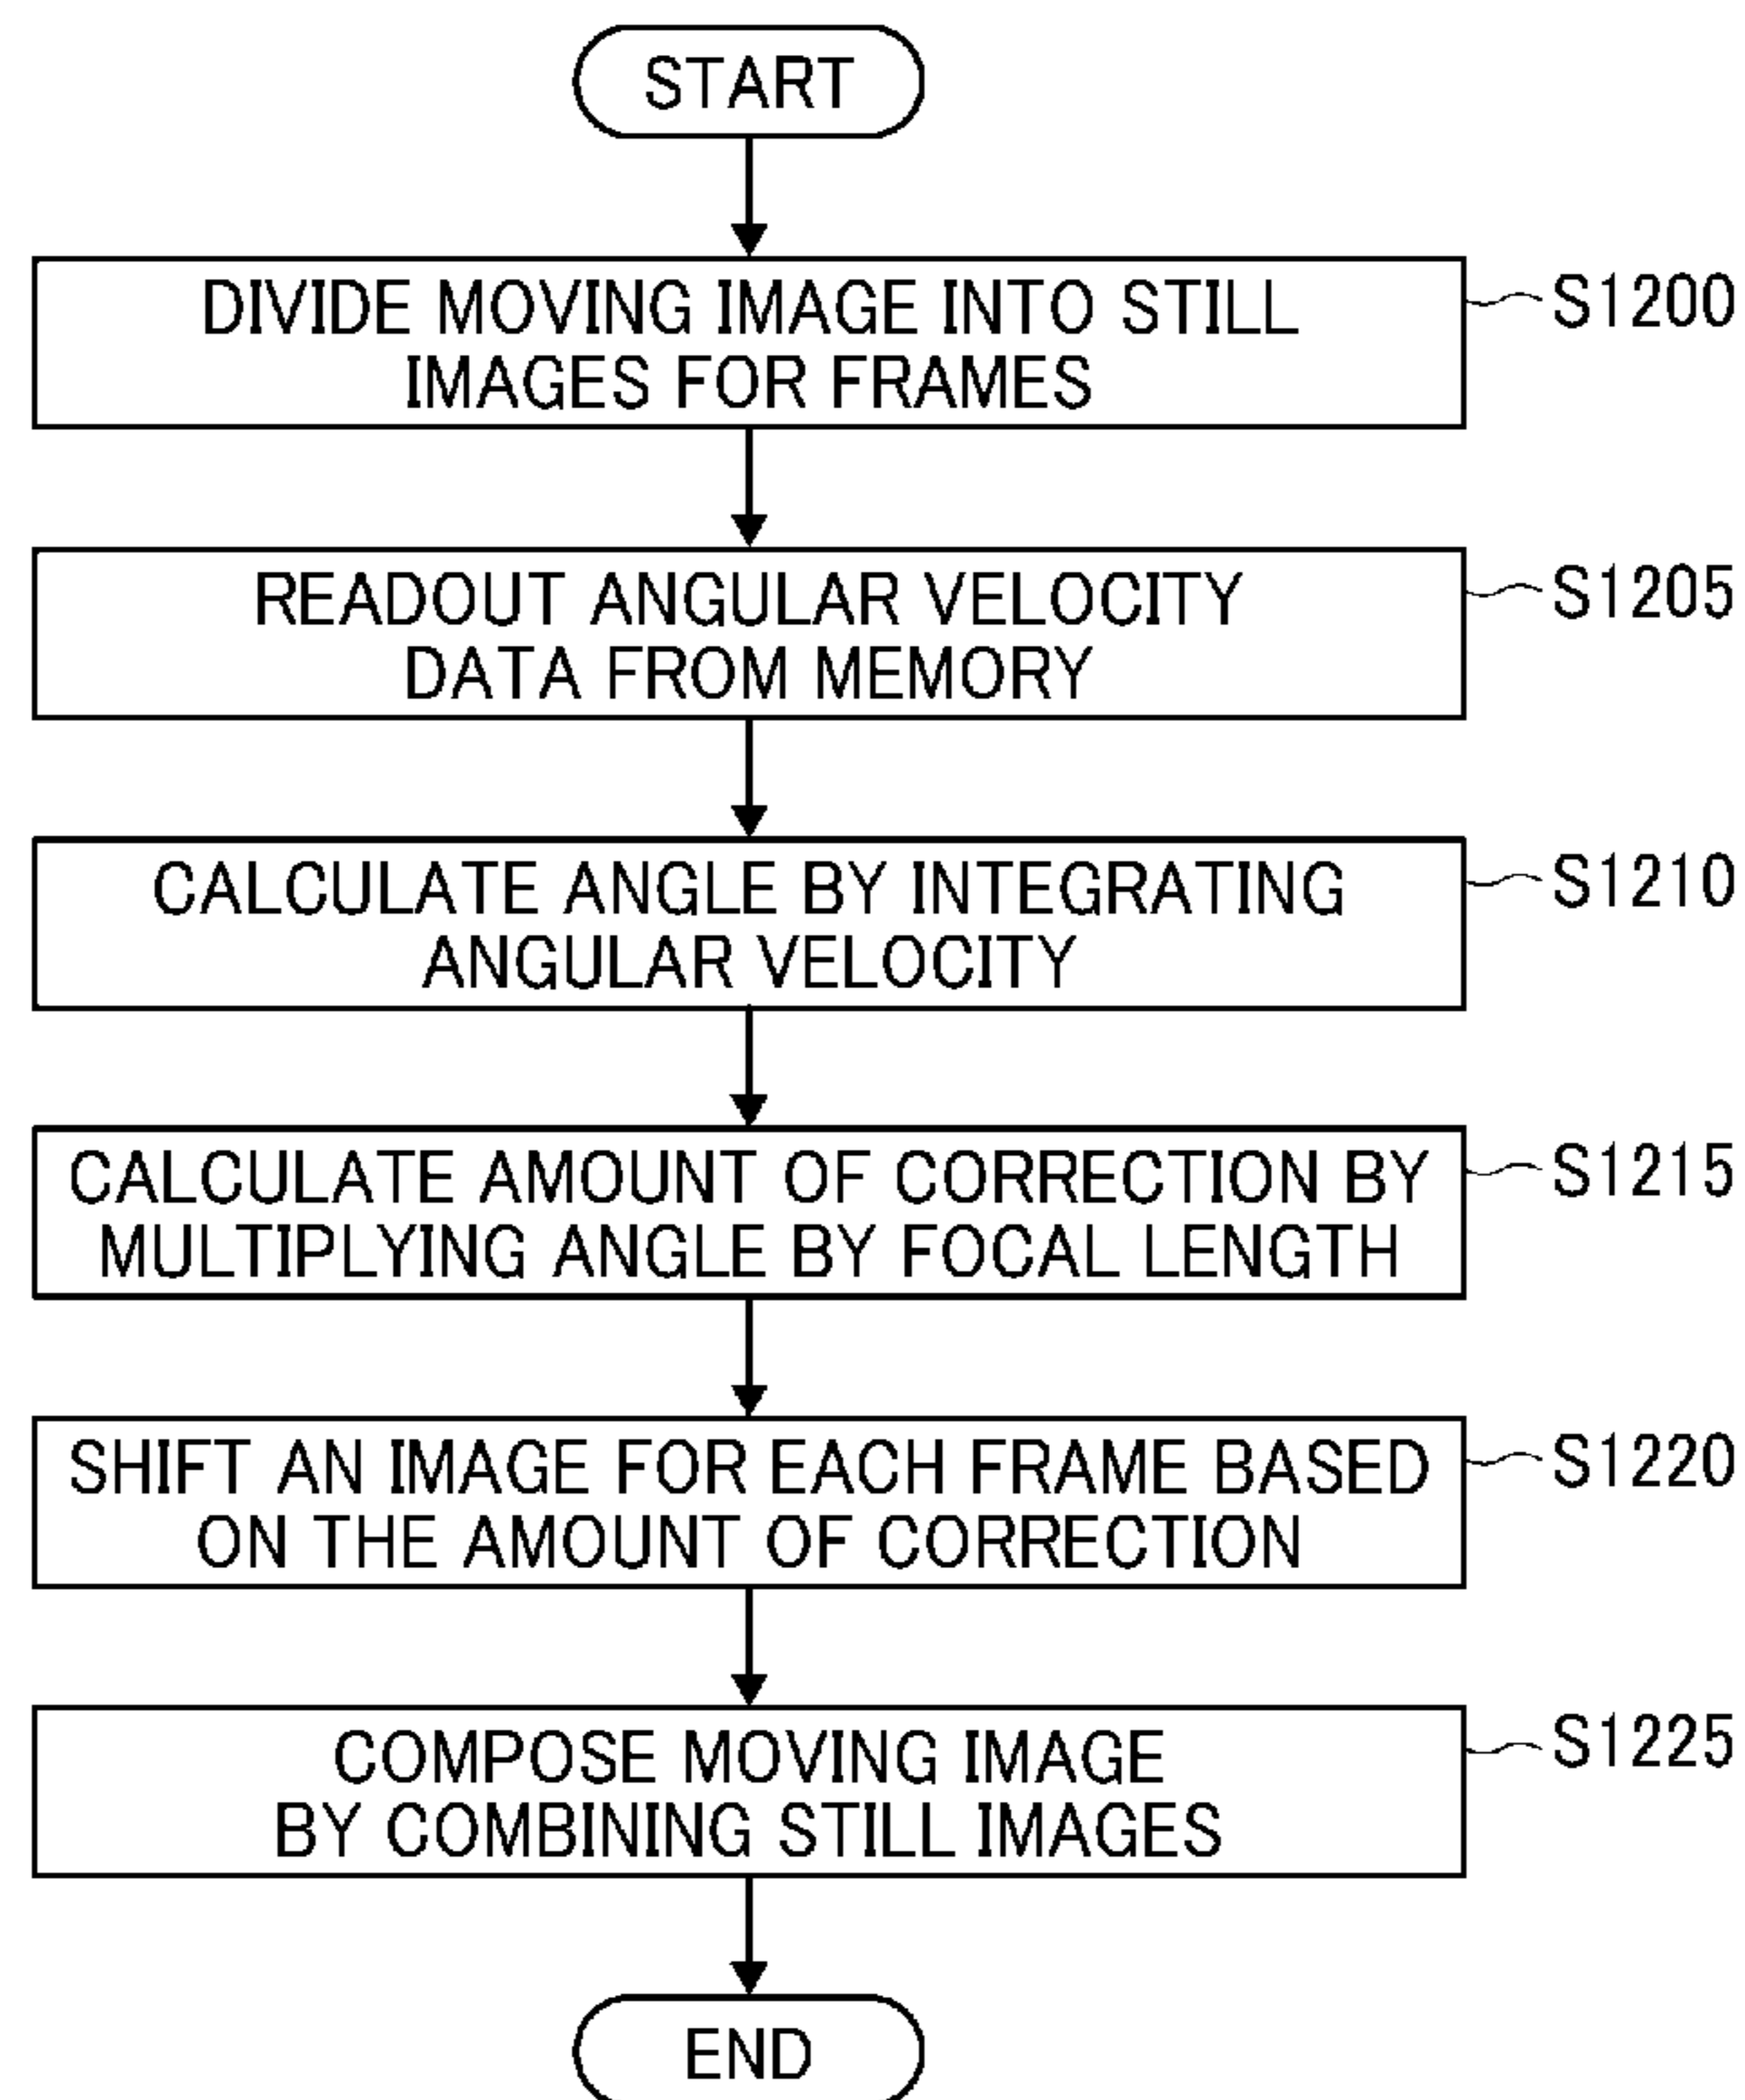 START
DIVIDE MOVING IMAGE INTO STILL
IMAGES FOR FRAMES
S1200
READOUT ANGULAR VELOCITY
DATA FROM MEMORY
S1205
CALCULATE ANGLE BY INTEGRATING
ANGULAR VELOCITY
S1210
CALCULATE AMOUNT OF CORRECTION BY
MULTIPLYING ANGLE BY FOCAL LENGTH
S1215
SHIFT AN IMAGE FOR EACH FRAME BASED
ON THE AMOUNT OF CORRECTION
S1220
COMPOSE MOVING IMAGE
BY COMBINING STILL IMAGES
S1225
END